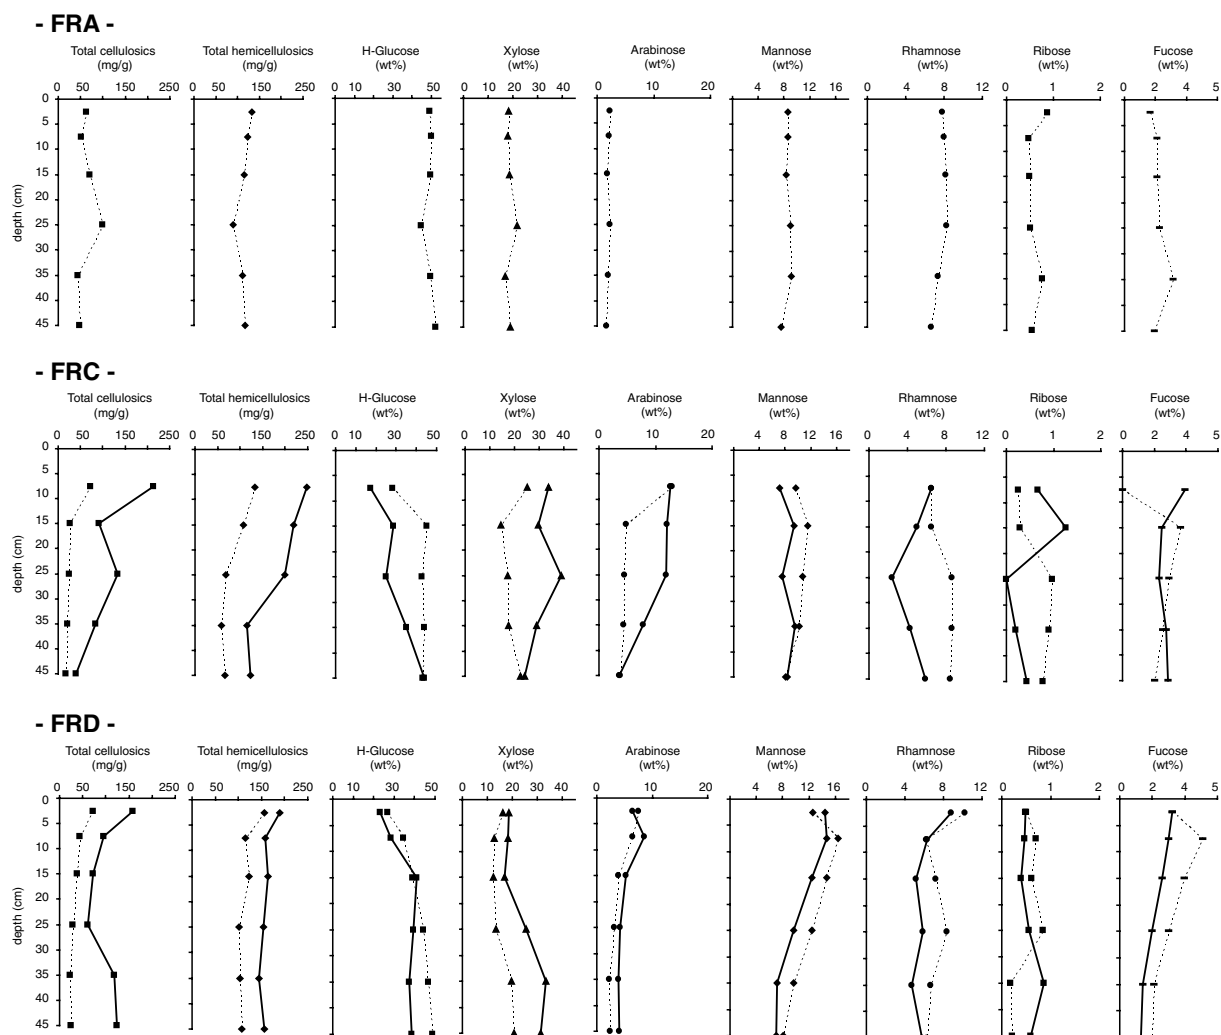 - FRA -
Total cellulosics Total hemicellulosics H-Glucose Xylose Arabinose Mannose Rhamnose Ribose Fucose
(mg/g) (mg/g) (wt%) (wt%) (wt%) (wt%) (wt%) (wt%) (wt%)
0 50 150 250 0 50 150 250 10 30 50 0 10 20 30 40 0 10 20 4 8 12 16 0 4 8 12 0 1 2 0 2 4 5
0
5
10
15
20
25
30
35
40
45
depth (cm)
- FRC -
Total cellulosics Total hemicellulosics H-Glucose Xylose Arabinose Mannose Rhamnose Ribose Fucose
(mg/g) (mg/g) (wt%) (wt%) (wt%) (wt%) (wt%) (wt%) (wt%)
0 50 150 250 0 50 150 250 10 30 50 0 10 20 30 40 0 10 20 4 8 12 16 0 4 8 12 0 1 2 0 2 4 5
0
5
10
15
20
25
30
35
40
45
depth (cm)
- FRD -
Total cellulosics Total hemicellulosics H-Glucose Xylose Arabinose Mannose Rhamnose Ribose Fucose
(mg/g) (mg/g) (wt%) (wt%) (wt%) (wt%) (wt%) (wt%) (wt%)
0 50 150 250 0 50 150 250 10 30 50 0 10 20 30 40 0 10 20 4 8 12 16 0 4 8 12 0 1 2 0 2 4 5
0
5
10
15
20
25
30
35
40
45
depth (cm)